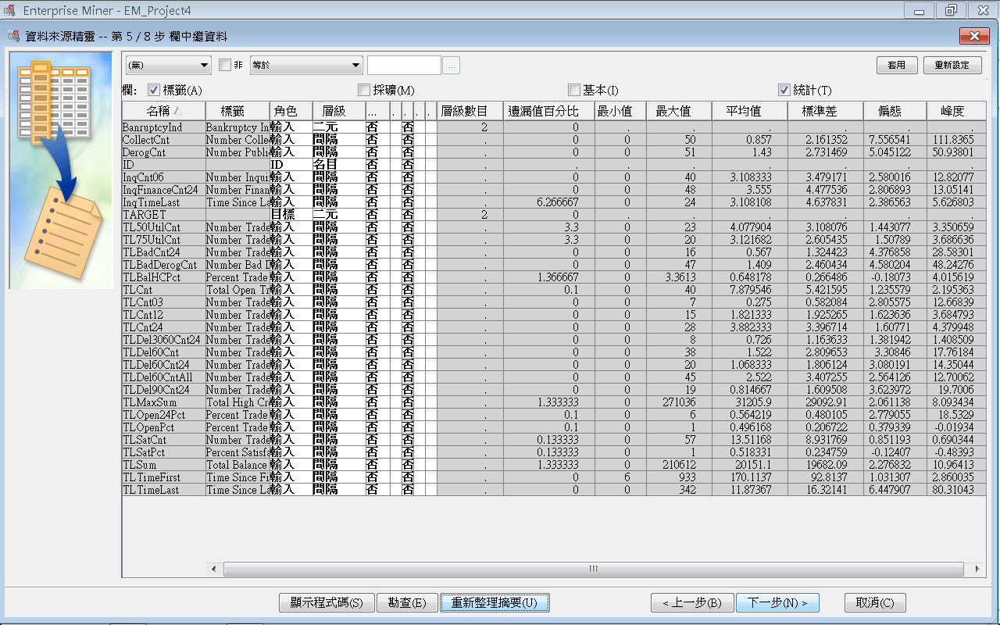 Enterprise Miner - EM_Project4
資料來源精靈 -- 第 5 / 8 步 欄中繼資料
(無) 非 等於 ... 套用 重新設定
欄: 標籤(A) 採礦(M) 基本(I) 統計(T)
名稱 標籤 角色 層級 ... . . . . 層級數目 遺漏值百分比 最小值 最大值 平均值 標準差 偏態 峰度
BanruptcyInd Bankruptcy In 輸入 二元 否 否 2 0 . . . . . .
CollectCnt Number Colle 輸入 間隔 否 否 . 0 0 50 0.857 2.161352 7.556541 111.8365
DerogCnt Number Publi 輸入 間隔 否 否 . 0 0 51 1.43 2.731469 5.045122 50.93801
ID ID 名目 否 否 . . . . . . . .
InqCnt06 Number Inqui 輸入 間隔 否 否 . 0 0 40 3.108333 3.479171 2.580016 12.82077
InqFinanceCnt24 Number Finan 輸入 間隔 否 否 . 0 0 48 3.555 4.477536 2.806893 13.05141
InqTimeLast Time Since La 輸入 間隔 否 否 . 6.266667 0 24 3.108108 4.637831 2.386563 5.626803
TARGET 目標 二元 否 否 2 0 . . . . . .
TL50UtilCnt Number Trade 輸入 間隔 否 否 . 3.3 0 23 4.077904 3.108076 1.443077 3.350659
TL75UtilCnt Number Trade 輸入 間隔 否 否 . 3.3 0 20 3.121682 2.605435 1.50789 3.686636
TLBadCnt24 Number Trade 輸入 間隔 否 否 . 0 0 16 0.567 1.324423 4.376858 28.58301
TLBadDerogCnt Number Bad D 輸入 間隔 否 否 . 0 0 47 1.409 2.460434 4.580204 48.24276
TLBalHCPct Percent Trade 輸入 間隔 否 否 . 1.366667 0 3.3613 0.648178 0.266486 -0.18073 4.015619
TLCnt Total Open Tr 輸入 間隔 否 否 . 0.1 0 40 7.879546 5.421595 1.235579 2.195363
TLCnt03 Number Trade 輸入 間隔 否 否 . 0 0 7 0.275 0.582084 2.805575 12.66839
TLCnt12 Number Trade 輸入 間隔 否 否 . 0 0 15 1.821333 1.925265 1.623636 3.684793
TLCnt24 Number Trade 輸入 間隔 否 否 . 0 0 28 3.882333 3.396714 1.60771 4.379948
TLDel3060Cnt24 Number Trade 輸入 間隔 否 否 . 0 0 8 0.726 1.163633 1.381942 1.408509
TLDel60Cnt Number Trade 輸入 間隔 否 否 . 0 0 38 1.522 2.809653 3.30846 17.76184
TLDel60Cnt24 Number Trade 輸入 間隔 否 否 . 0 0 20 1.068333 1.806124 3.080191 14.35044
TLDel60CntAll Number Trade 輸入 間隔 否 否 . 0 0 45 2.522 3.407255 2.564126 12.70062
TLDel90Cnt24 Number Trade 輸入 間隔 否 否 . 0 0 19 0.814667 1.609508 3.623972 19.7006
TLMaxSum Total High Cr 輸入 間隔 否 否 . 1.333333 0 271036 31205.9 29092.91 2.061138 8.093434
TLOpen24Pct Percent Trade 輸入 間隔 否 否 . 0.1 0 6 0.564219 0.480105 2.779055 18.5329
TLOpenPct Percent Trade 輸入 間隔 否 否 . 0.1 0 1 0.496168 0.206722 0.379339 -0.01934
TLSatCnt Number Trade 輸入 間隔 否 否 . 0.133333 0 57 13.51168 8.931769 0.851193 0.690344
TLSatPct Percent Satisfa 輸入 間隔 否 否 . 0.133333 0 1 0.518331 0.234759 -0.12407 -0.48393
TLSum Total Balance 輸入 間隔 否 否 . 1.333333 0 210612 20151.1 19682.09 2.276832 10.96413
TLTimeFirst Time Since Fi 輸入 間隔 否 否 . 0 6 933 170.1137 92.8137 1.031307 2.860035
TLTimeLast Time Since La 輸入 間隔 否 否 . 0 0 342 11.87367 16.32141 6.447907 80.31043
顯示程式碼(S) 勘查(E) 重新整理摘要(U) < 上一步(B) 下一步(N) > 取消(C)